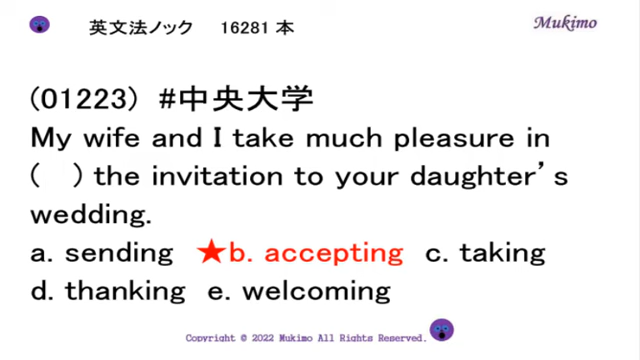 英文法ノック 16281 本
Mukimo
(01223) #中央大学
My wife and I take much pleasure in
( ) the invitation to your daughter's
wedding.
a. sending ★b. accepting c. taking
d. thanking e. welcoming
Copyright © 2022 Mukimo All Rights Reserved.